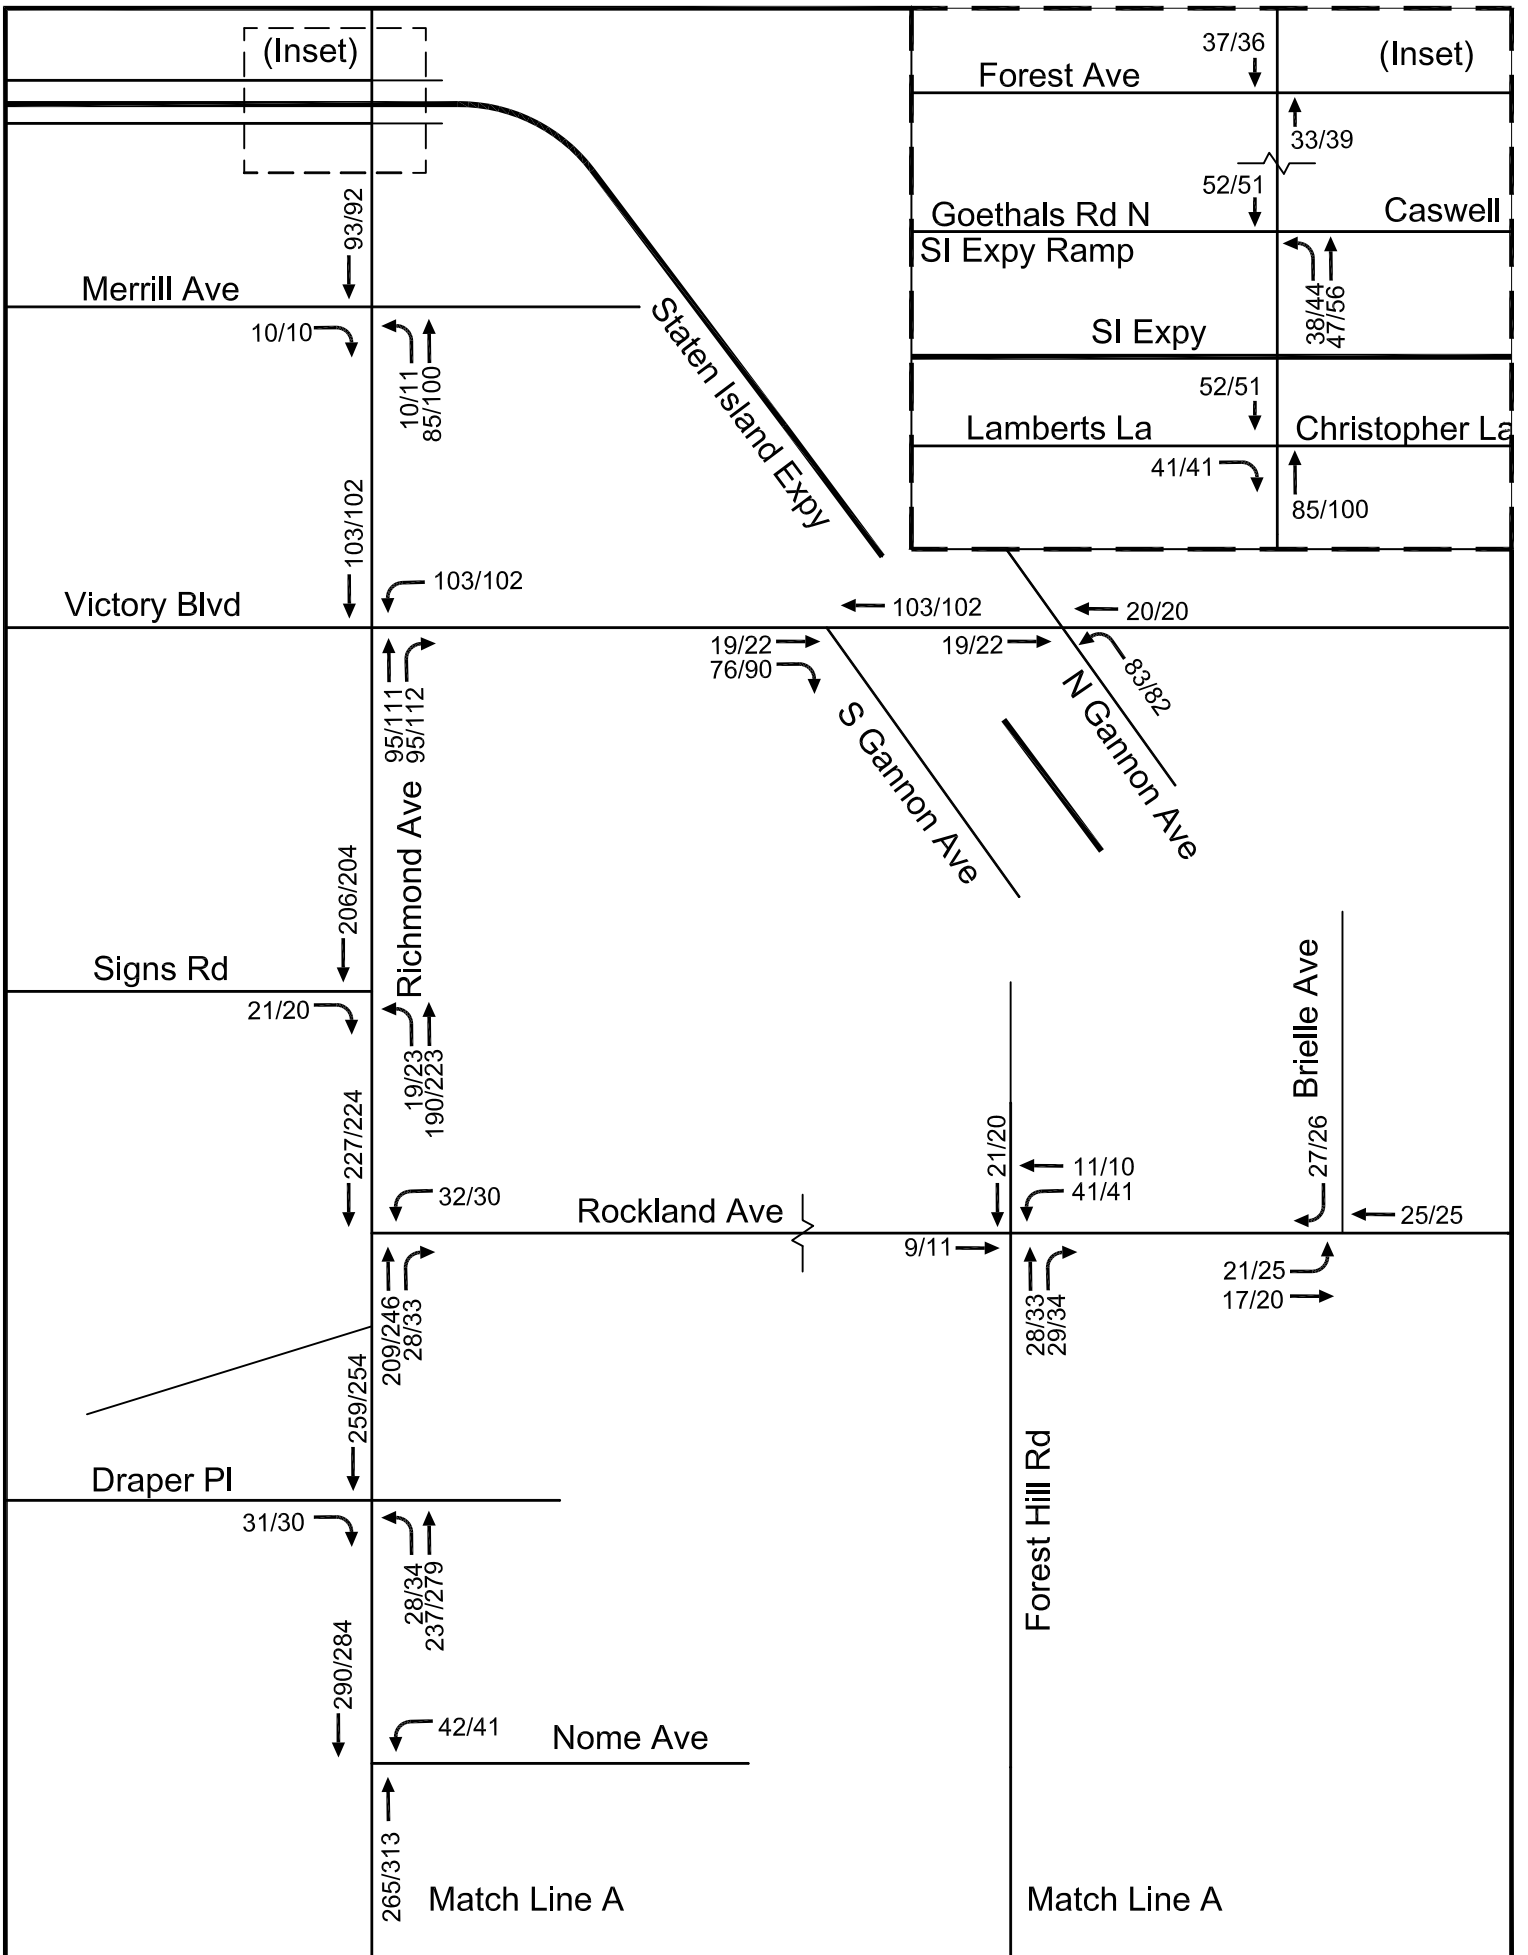 (Inset)
93/92
Merrill Ave
10/10
10/11
85/100
103/102
Staten Island Expy
37/36
(Inset)
Forest Ave
33/39
52/51
Goethals Rd N
Caswell
SI Expy Ramp
38/44
47/56
SI Expy
52/51
Lamberts La
Christopher La
41/41
85/100
103/102
Victory Blvd
103/102
20/20
19/22
76/90
19/22
83/82
95/111
95/112
S Gannon Ave
N Gannon Ave
Richmond Ave
206/204
Signs Rd
21/20
19/23
190/223
227/224
Brielle Ave
21/20
11/10
41/41
27/26
32/30
Rockland Ave
25/25
9/11
21/25
17/20
209/246
28/33
28/33
29/34
259/254
Forest Hill Rd
Draper Pl
31/30
28/34
237/279
290/284
42/41
Nome Ave
265/313
Match Line A
Match Line A